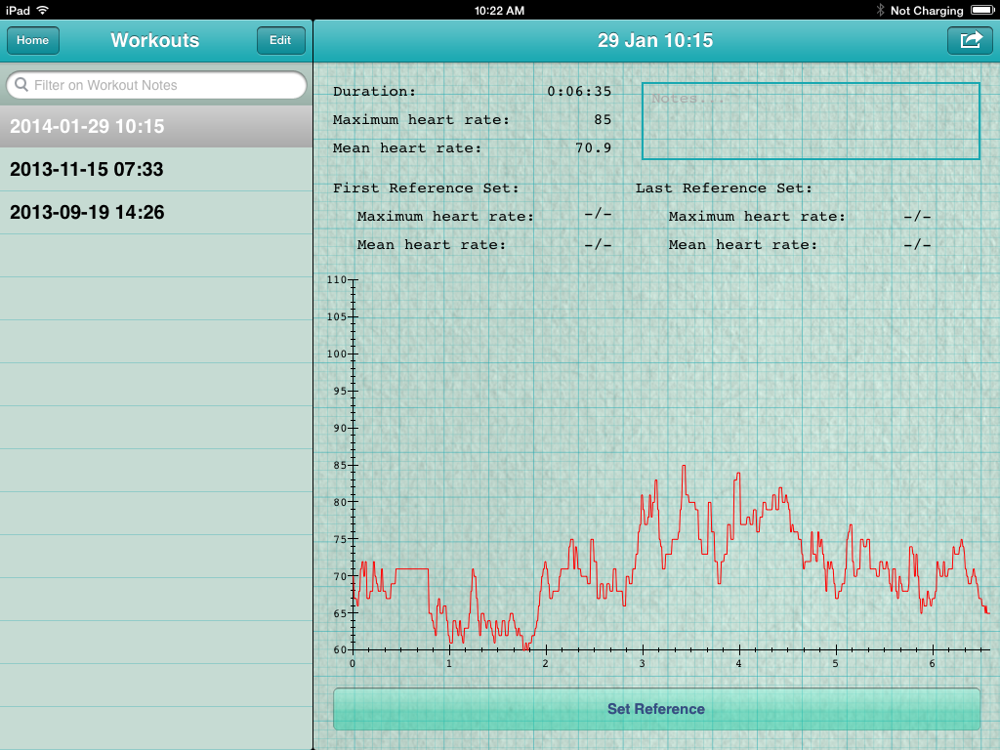 iPad 10:22 AM Not Charging
Home Workouts Edit
29 Jan 10:15
Filter on Workout Notes
2014-01-29 10:15
2013-11-15 07:33
2013-09-19 14:26
Duration: 0:06:35
Maximum heart rate: 85
Mean heart rate: 70.9
Notes...
First Reference Set:
Maximum heart rate: -/-
Mean heart rate: -/-
Last Reference Set:
Maximum heart rate: -/-
Mean heart rate: -/-
110
105
100
95
90
85
80
75
70
65
60
0 1 2 3 4 5 6
Set Reference